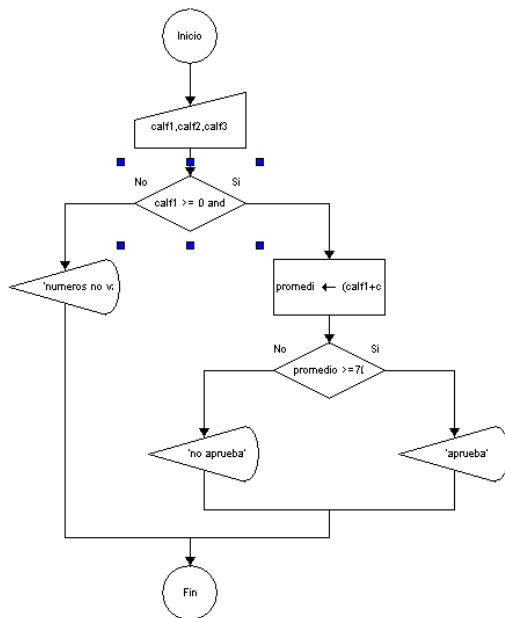 Inicio
calf1,calf2,calf3
No
Si
calf1 >= 0 and
'numeros no v
promedi ← (calf1+c
No
Si
promedio >=7(
'no aprueba'
'aprueba'
Fin